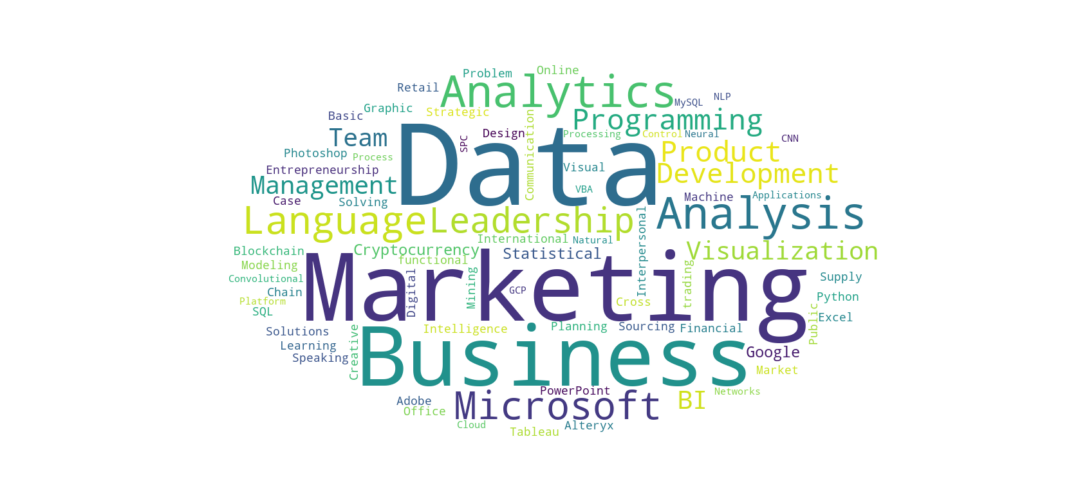 Problem
Online
Retail
Analytics
MySQL
NLP
Graphic
Strategic
Basic
Programming
Team
Data
SPC
Design
Communication
Processing
Control
Neural
CNN
Photoshop
Process
Product
Entrepreneurship
Visual
Development
Management
VBA
Machine
Applications
Case
Solving
Language
Leadership
Interpersonal
Analysis
International
Natural
Blockchain
Cryptocurrency
Statistical
Visualization
Modeling
functional
Convolutional
Marketing
Digital
Mining
GCP
trading
Supply
Chain
Platform
Cross
Python
SQL
Public
Excel
Solutions
Intelligence
Planning
Sourcing
Financial
Learning
Creative
Business
Google
Speaking
Market
PowerPoint
Networks
Adobe
Microsoft
BI
Office
Cloud
Tableau
Alteryx